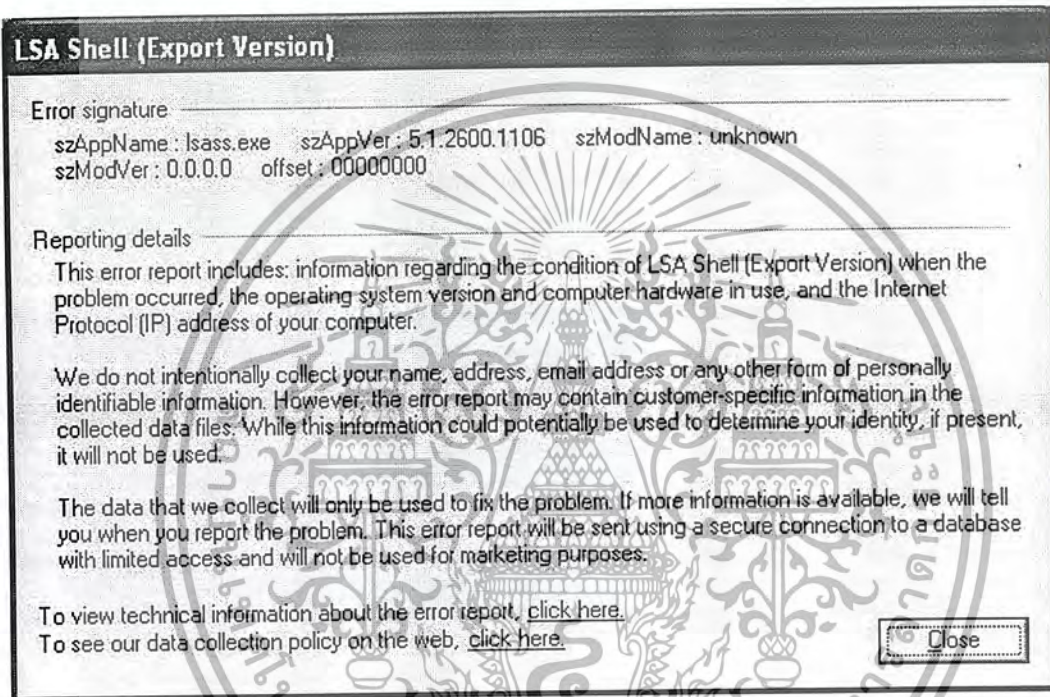 LSA Shell (Export Version)
Error signature
szAppName : lsass.exe szAppVer : 5.1.2600.1106 szModName : unknown
szModVer : 0.0.0.0 offset : 00000000
Reporting details
This error report includes: information regarding the condition of LSA Shell (Export Version) when the
problem occurred, the operating system version and computer hardware in use, and the Internet
Protocol (IP) address of your computer.
We do not intentionally collect your name, address, email address or any other form of personally
identifiable information. However, the error report may contain customer-specific information in the
collected data files. While this information could potentially be used to determine your identity, if present,
it will not be used.
The data that we collect will only be used to fix the problem. If more information is available, we will tell
you when you report the problem. This error report will be sent using a secure connection to a database
with limited access and will not be used for marketing purposes.
To view technical information about the error report, click here.
To see our data collection policy on the web, click here.
Close